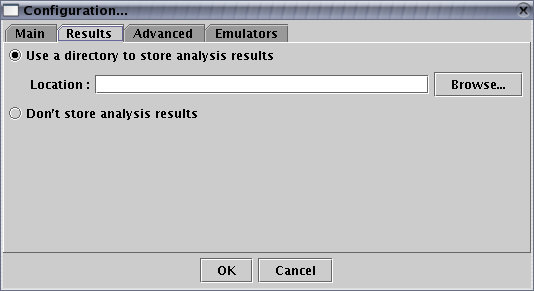 Configuration...
Main Results Advanced Emulators
Use a directory to store analysis results
Location : Browse...
Don't store analysis results
OK Cancel